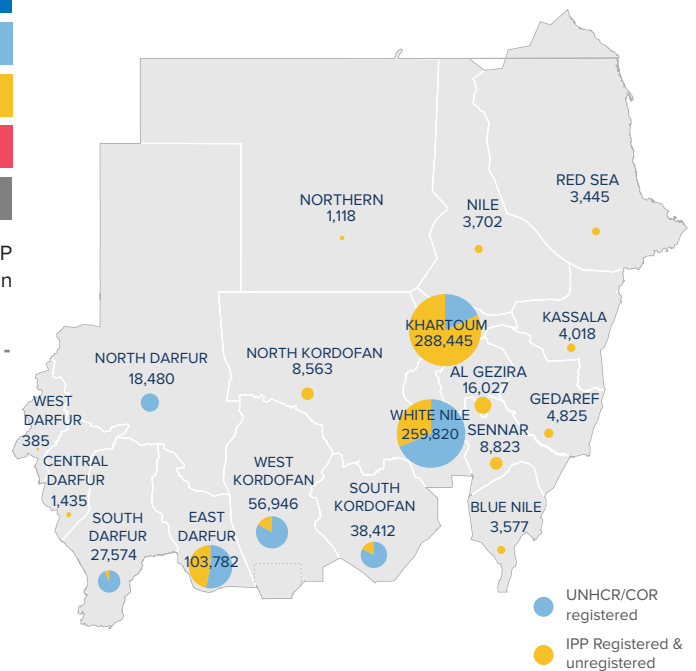 P
n
-
NORTHERN
1,118
NILE
3,702
RED SEA
3,445
KHARTOUM
288,445
KASSALA
4,018
NORTH DARFUR
18,480
NORTH KORDOFAN
8,563
AL GEZIRA
16,027
GEDAREF
4,825
WEST
DARFUR
385
WHITE NILE
259,820
SENNAR
8,823
CENTRAL
DARFUR
1,435
WEST
KORDOFAN
56,946
SOUTH
KORDOFAN
38,412
SOUTH
DARFUR
27,574
EAST
DARFUR
103,782
BLUE NILE
3,577
UNHCR/COR
registered
IPP Registered &
unregistered